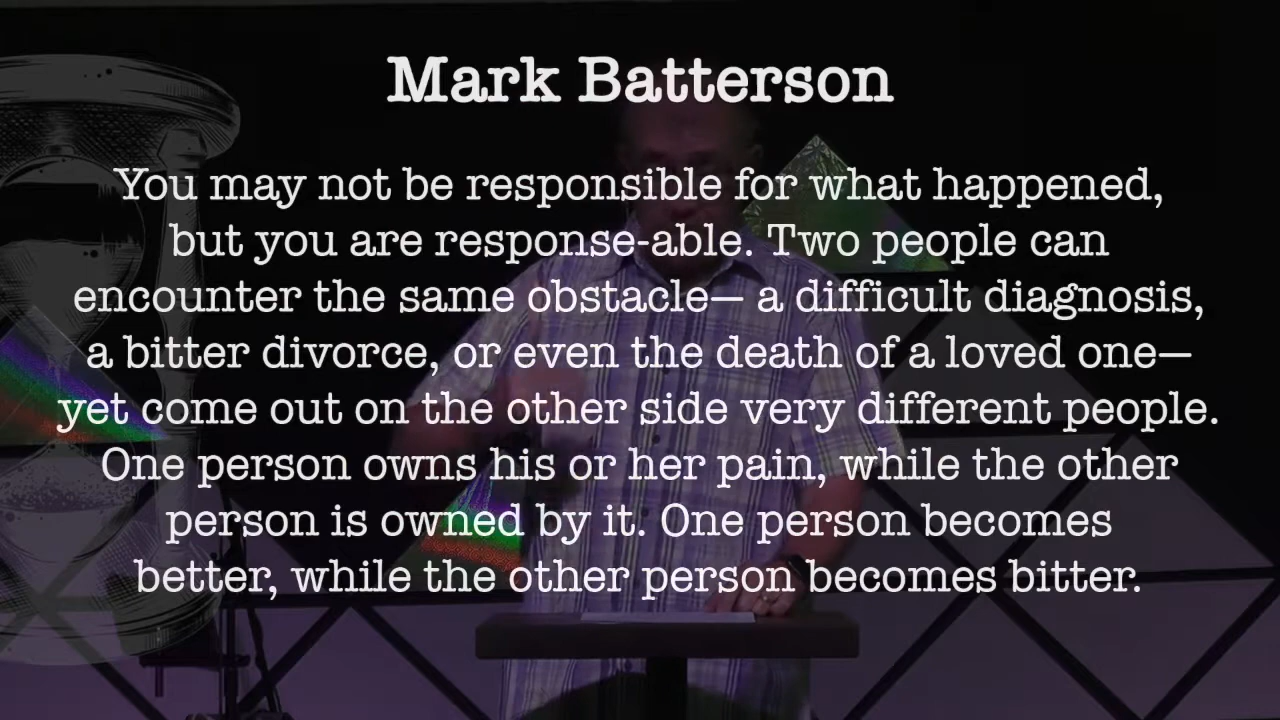 Mark Batterson
You may not be responsible for what happened,
but you are response-able. Two people can
encounter the same obstacle— a difficult diagnosis,
a bitter divorce, or even the death of a loved one—
yet come out on the other side very different people.
One person owns his or her pain, while the other
person is owned by it. One person becomes
better, while the other person becomes bitter.